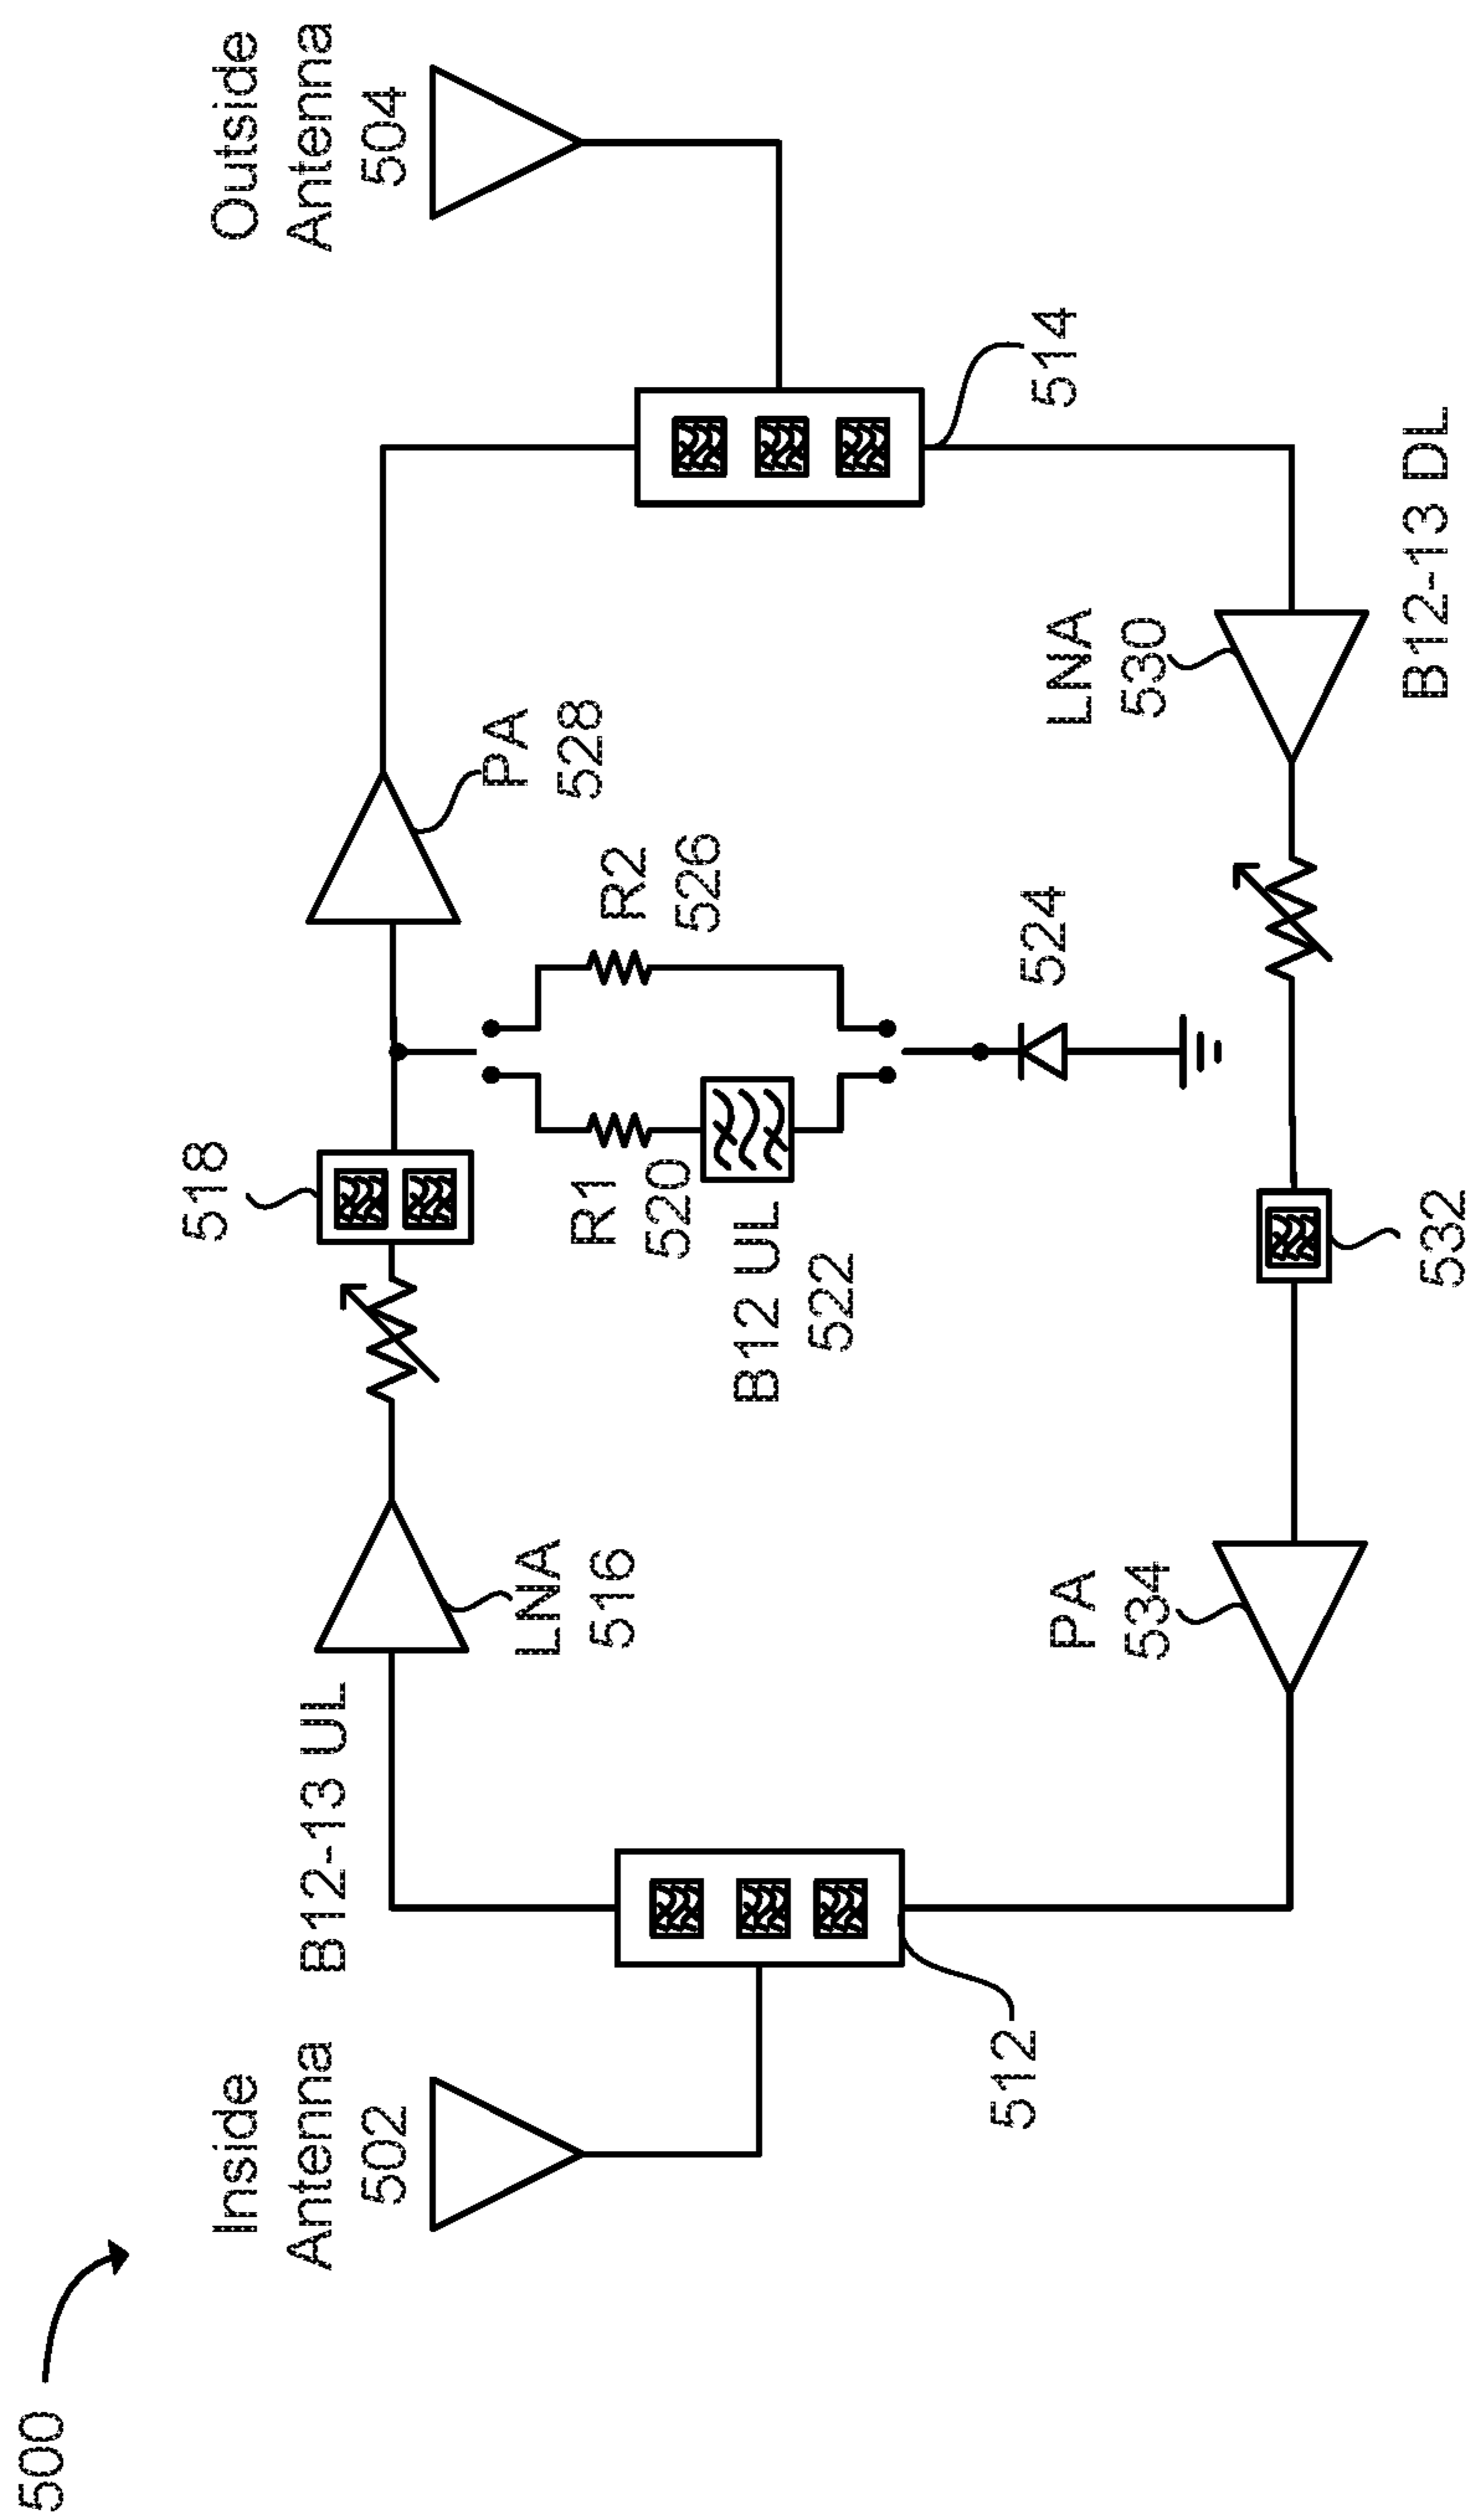 500
Inside
Antenna
502
Outside
Antenna
504
B12-13 UL
518
LNA
516
PA
528
R1
520
R2
526
B12 UL
522
524
512
514
PA
534
LNA
530
532
B12-13 DL